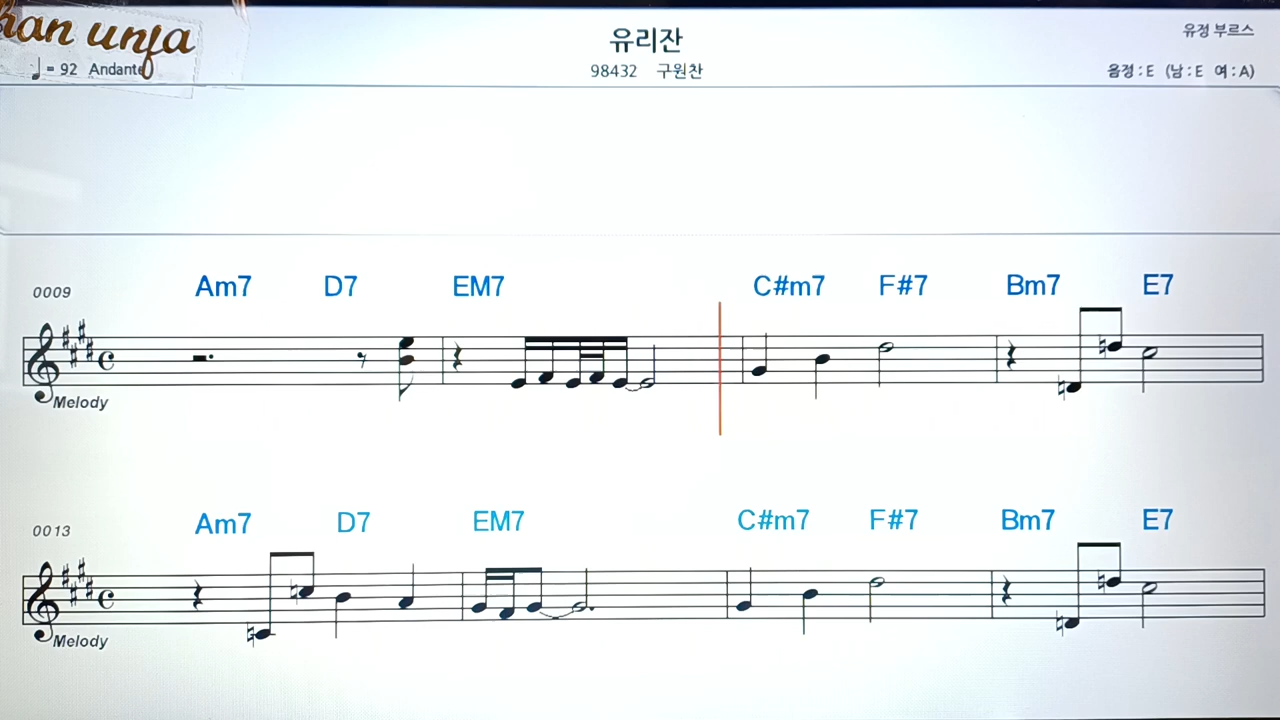 han unfa
♩= 92 Andante
유리잔
98432 구원찬
유정 부르스
음정 : E (남 : E 여 : A)
0009 Am7 D7 EM7 C#m7 F#7 Bm7 E7
Melody
0013 Am7 D7 EM7 C#m7 F#7 Bm7 E7
Melody